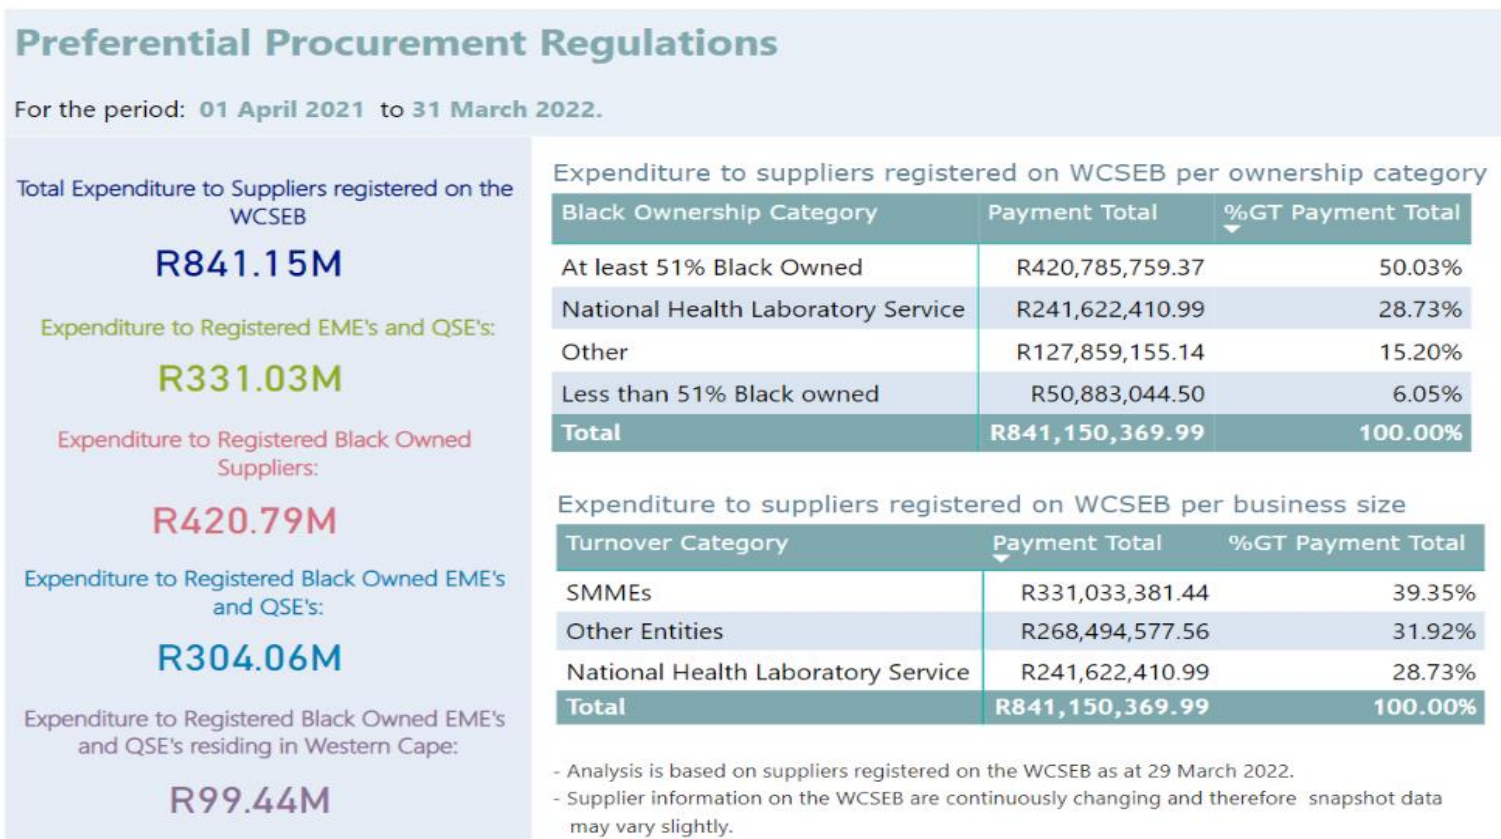 Preferential Procurement Regulations
For the period: 01 April 2021 to 31 March 2022.
Total Expenditure to Suppliers registered on the
WCSEB
R841.15M
Expenditure to Registered EME's and QSE's:
R331.03M
Expenditure to Registered Black Owned
Suppliers:
R420.79M
Expenditure to Registered Black Owned EME's
and QSE's:
R304.06M
Expenditure to Registered Black Owned EME's
and QSE's residing in Western Cape:
R99.44M
Expenditure to suppliers registered on WCSEB per ownership category
Black Ownership Category Payment Total %GT Payment Total
At least 51% Black Owned R420,785,759.37 50.03%
National Health Laboratory Service R241,622,410.99 28.73%
Other R127,859,155.14 15.20%
Less than 51% Black owned R50,883,044.50 6.05%
Total R841,150,369.99 100.00%
Expenditure to suppliers registered on WCSEB per business size
Turnover Category Payment Total %GT Payment Total
SMMEs R331,033,381.44 39.35%
Other Entities R268,494,577.56 31.92%
National Health Laboratory Service R241,622,410.99 28.73%
Total R841,150,369.99 100.00%
- Analysis is based on suppliers registered on the WCSEB as at 29 March 2022.
- Supplier information on the WCSEB are continuously changing and therefore snapshot data
may vary slightly.